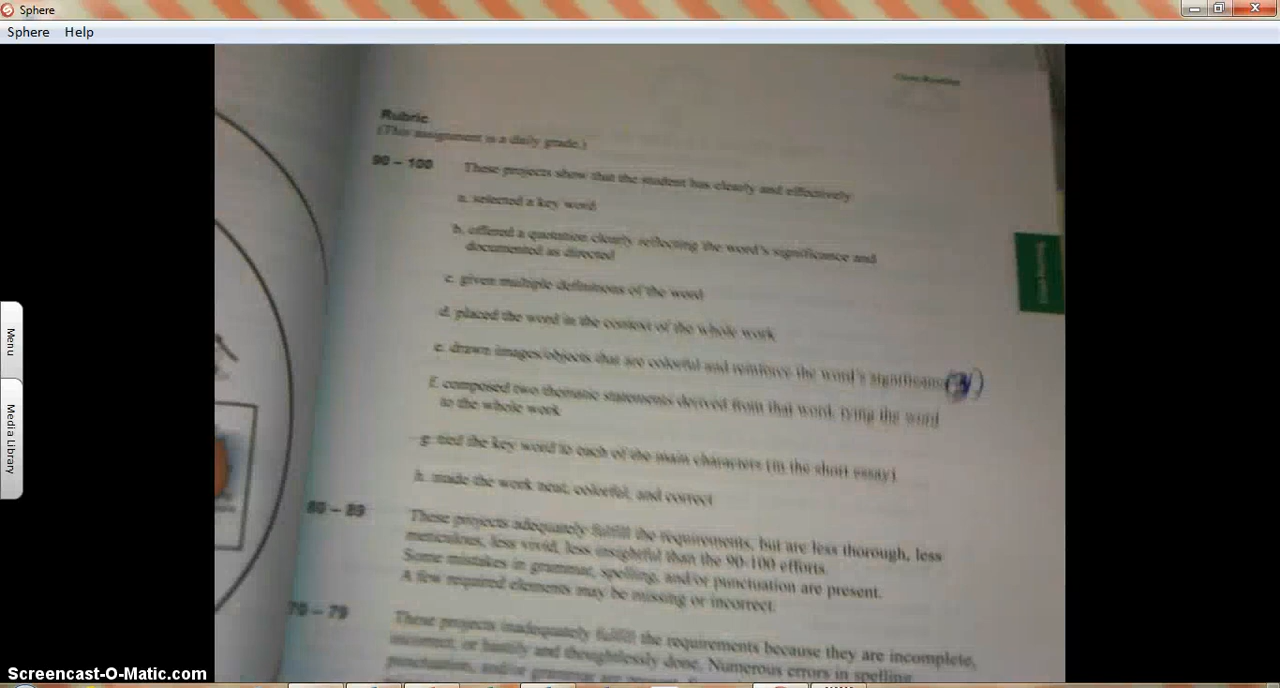 Sphere
Sphere Help
Menu
Media Library
Rubric
(This assignment is a daily grade.)
90 – 100 These projects show that the student has clearly and effectively
a. selected a key word
b. offered a quotation clearly reflecting the word's significance and
documented as directed
c. given multiple definitions of the word
d. placed the word in the context of the whole work
e. drawn images/objects that are colorful and reinforce the word's
f. composed two thematic statements derived from that word, tying the word
to the whole work
g. tied the key word to each of the main characters (in the short essay)
h. made the work neat, colorful, and correct
80 – 89 These projects adequately fulfill the requirements, but are less thorough, less
meticulous, less vivid, less insightful than the 90-100 efforts.
Some mistakes in grammar, spelling, and/or punctuation are present.
A few required elements may be missing or incorrect.
70 – 79 These projects inadequately fulfill the requirements because they are incomplete,
incorrect, or hastily and thoughtlessly done. Numerous errors in spelling,
punctuation, and/or grammar are present.
Screencast-O-Matic.com